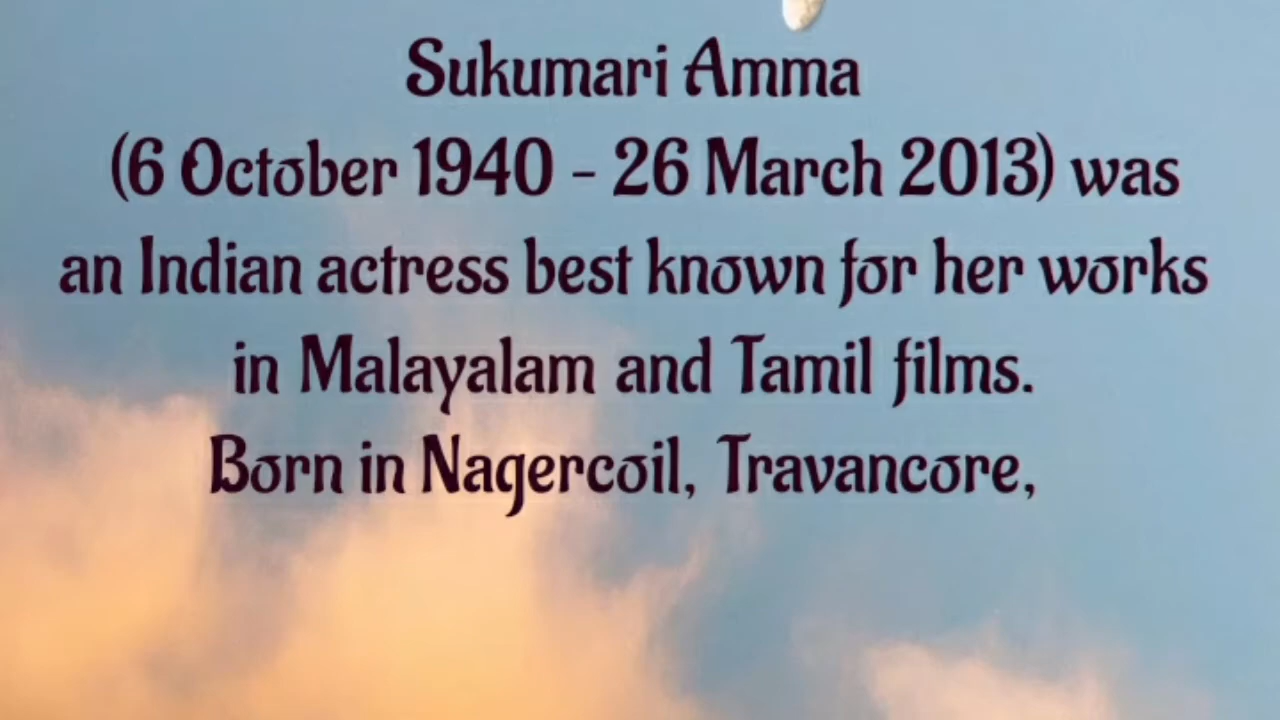 Sukumari Amma
(6 October 1940 - 26 March 2013) was
an Indian actress best known for her works
in Malayalam and Tamil films.
Born in Nagercoil, Travancore,